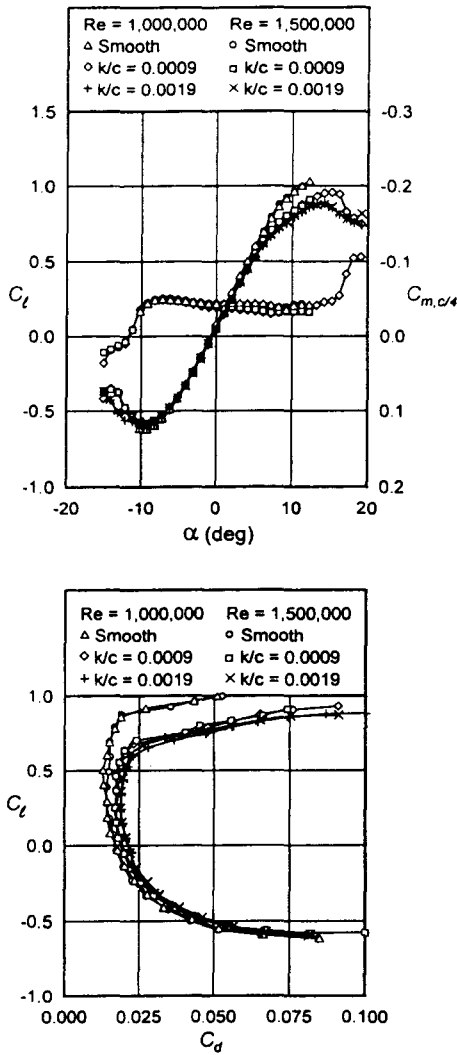 Re = 1,000,000 Re = 1,500,000
△ Smooth ○ Smooth
◇ k/c = 0.0009 □ k/c = 0.0009
+ k/c = 0.0019 × k/c = 0.0019
1.5 -0.3
1.0 -0.2
0.5 -0.1
Cℓ Cm,c/4
0.0 0.0
-0.5 0.1
-1.0 0.2
-20 -10 0 10 20
α (deg)
Re = 1,000,000 Re = 1,500,000
△ Smooth ○ Smooth
◇ k/c = 0.0009 □ k/c = 0.0009
+ k/c = 0.0019 × k/c = 0.0019
1.0
0.5
Cℓ
0.0
-0.5
-1.0
0.000 0.025 0.050 0.075 0.100
Cd